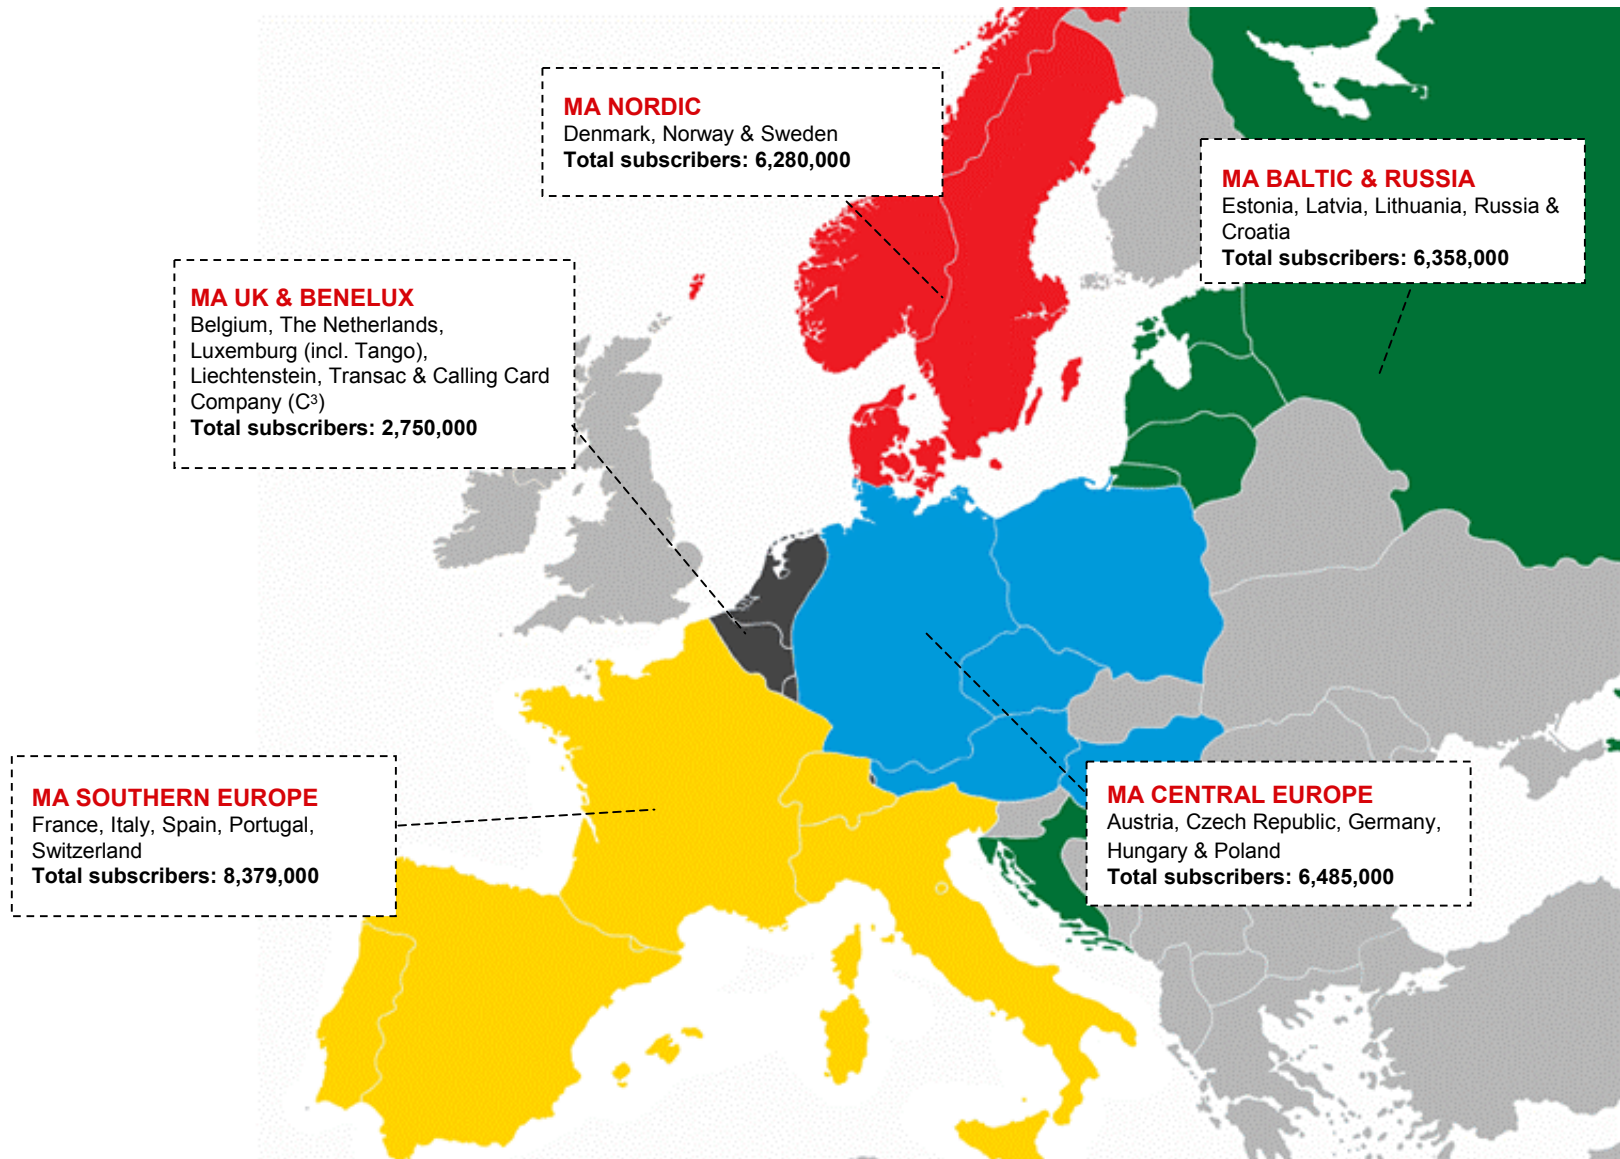 MA NORDIC
Denmark, Norway & Sweden
Total subscribers: 6,280,000
MA BALTIC & RUSSIA
Estonia, Latvia, Lithuania, Russia &
Croatia
Total subscribers: 6,358,000
MA UK & BENELUX
Belgium, The Netherlands,
Luxemburg (incl. Tango),
Liechtenstein, Transac & Calling Card
Company (C³)
Total subscribers: 2,750,000
MA SOUTHERN EUROPE
France, Italy, Spain, Portugal,
Switzerland
Total subscribers: 8,379,000
MA CENTRAL EUROPE
Austria, Czech Republic, Germany,
Hungary & Poland
Total subscribers: 6,485,000